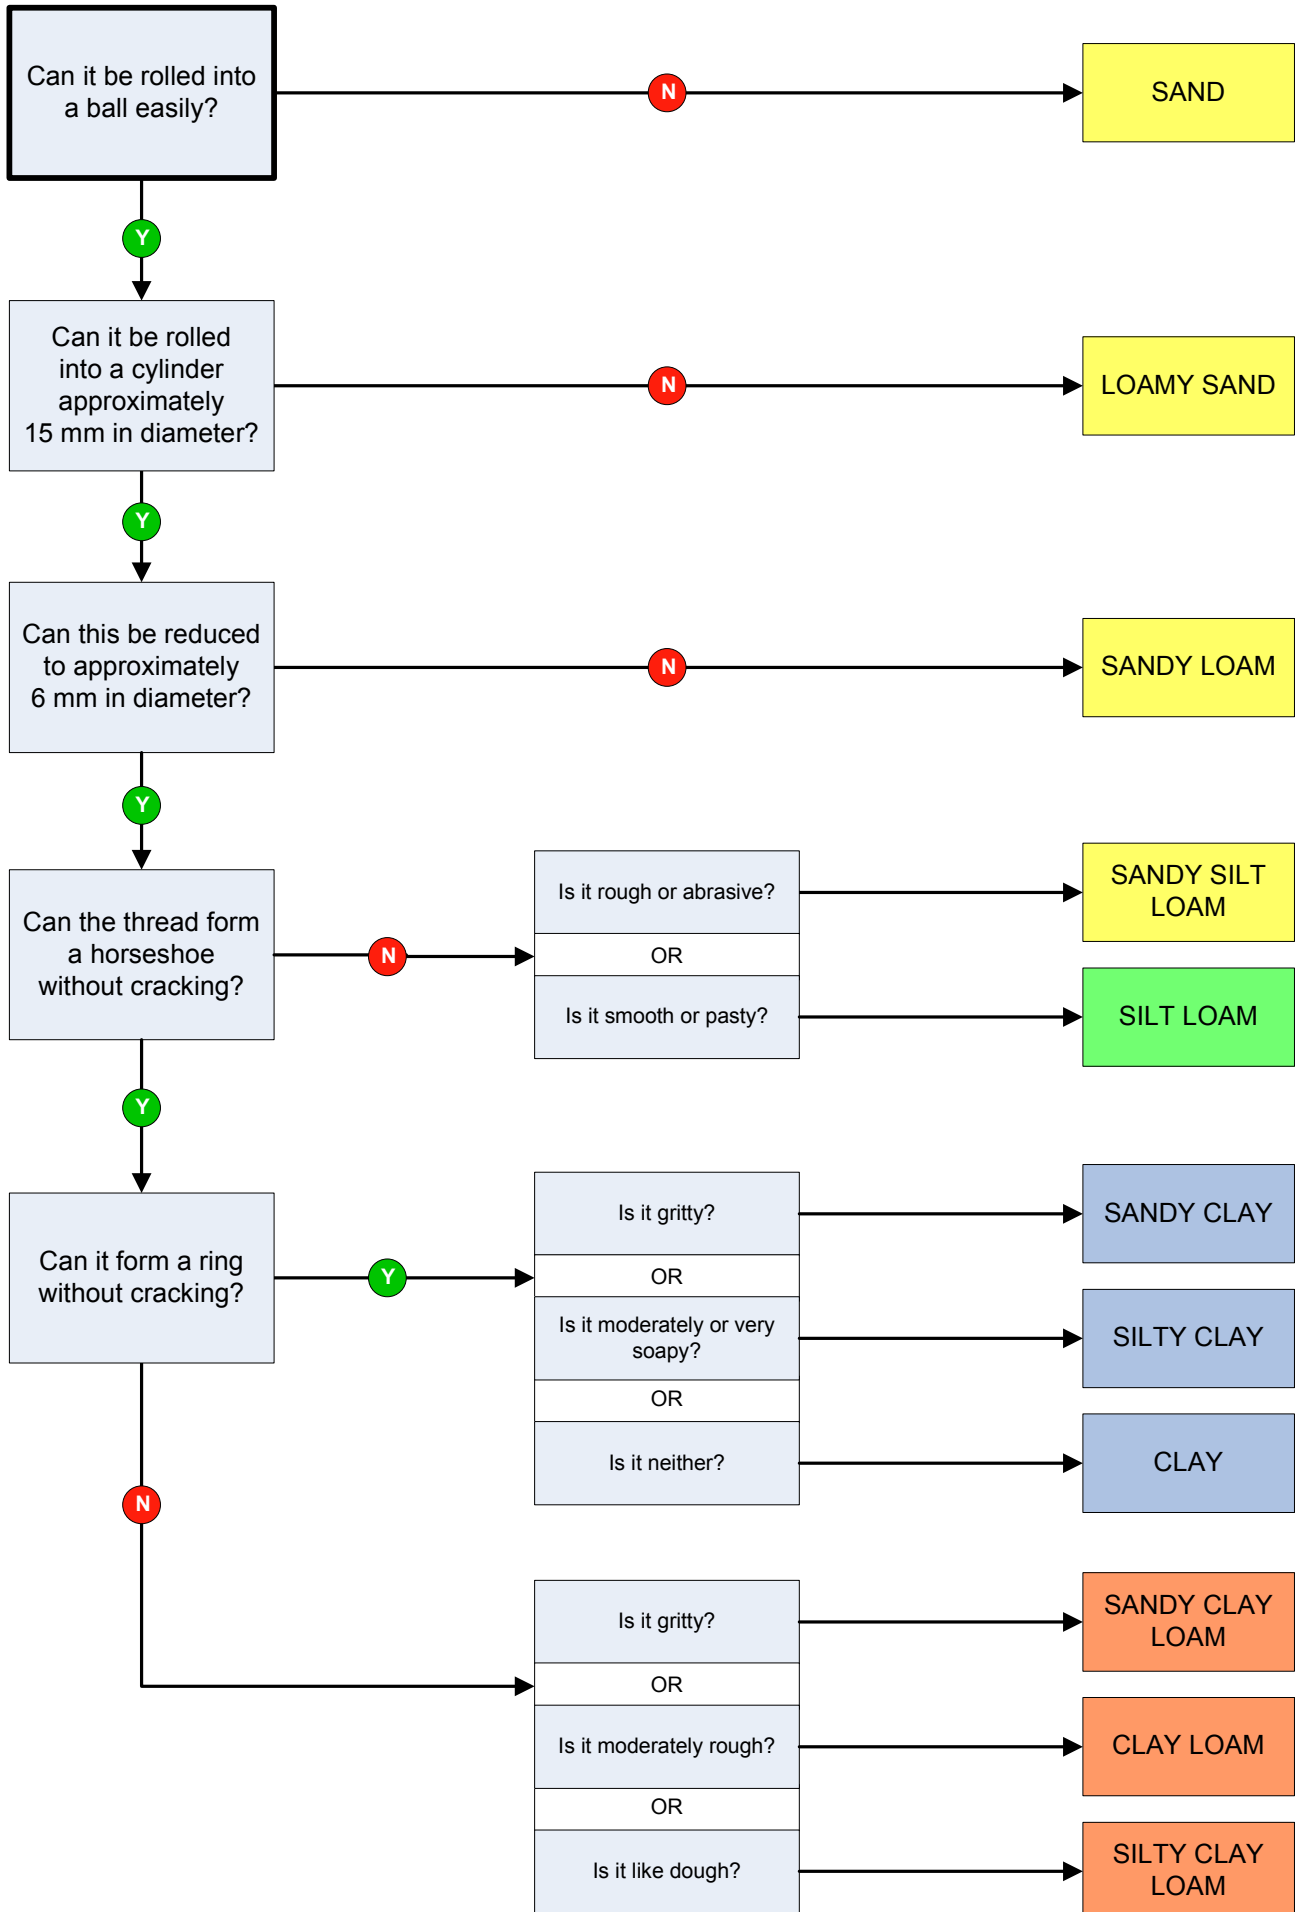 Can it be rolled into
a ball easily?
N
SAND
Y
Can it be rolled
into a cylinder
approximately
15 mm in diameter?
N
LOAMY SAND
Y
Can this be reduced
to approximately
6 mm in diameter?
N
SANDY LOAM
Y
Can the thread form
a horseshoe
without cracking?
N
Is it rough or abrasive?
SANDY SILT
LOAM
OR
Is it smooth or pasty?
SILT LOAM
Y
Can it form a ring
without cracking?
Y
Is it gritty?
SANDY CLAY
OR
Is it moderately or very
soapy?
SILTY CLAY
OR
Is it neither?
CLAY
N
Is it gritty?
SANDY CLAY
LOAM
OR
Is it moderately rough?
CLAY LOAM
OR
Is it like dough?
SILTY CLAY
LOAM